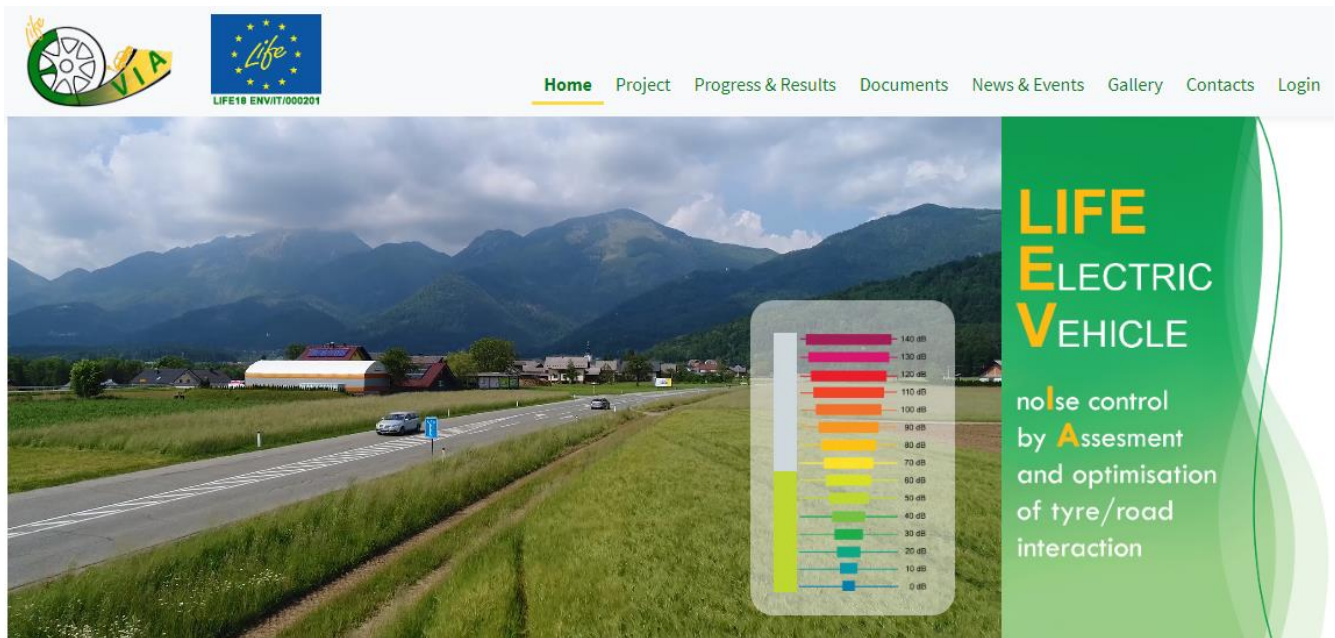 Life
VIA
Life
LIFE18 ENV/IT/000201
Home Project Progress & Results Documents News & Events Gallery Contacts Login
140 dB
130 dB
120 dB
110 dB
100 dB
90 dB
80 dB
70 dB
60 dB
50 dB
40 dB
30 dB
20 dB
10 dB
0 dB
LIFE
ELECTRIC
VEHICLE
noIse control
by Assesment
and optimisation
of tyre/road
interaction